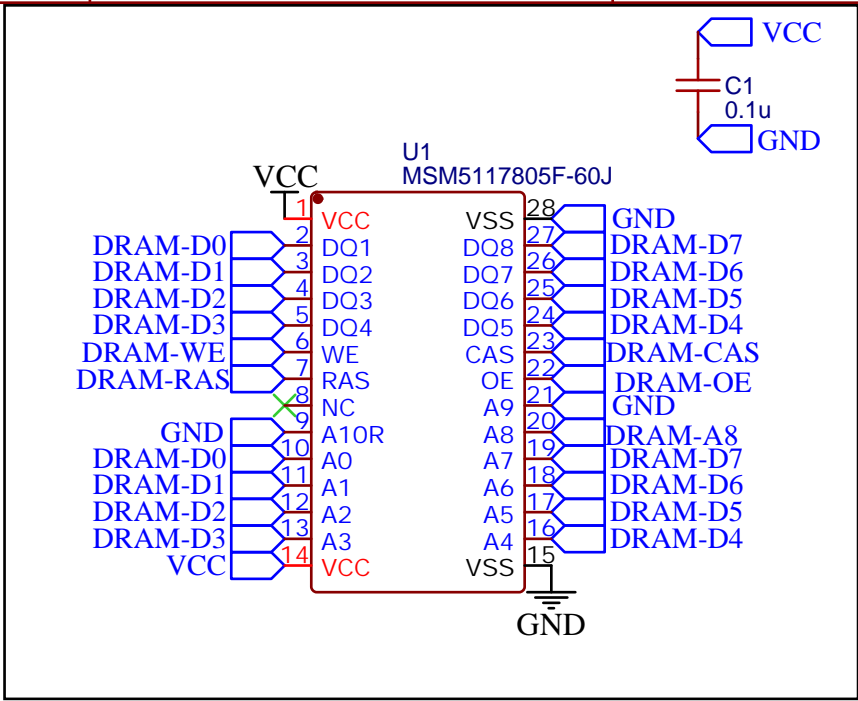 VCC
C1
0.1u
GND
U1
MSM5117805F-60J
VCC
1 VCC VSS 28 GND
DRAM-D0 2 DQ1 DQ8 27 DRAM-D7
DRAM-D1 3 DQ2 DQ7 26 DRAM-D6
DRAM-D2 4 DQ3 DQ6 25 DRAM-D5
DRAM-D3 5 DQ4 DQ5 24 DRAM-D4
DRAM-WE 6 WE CAS 23 DRAM-CAS
DRAM-RAS 7 RAS OE 22 DRAM-OE
8 NC A9 21 GND
GND 9 A10R A8 20 DRAM-A8
DRAM-D0 10 A0 A7 19 DRAM-D7
DRAM-D1 11 A1 A6 18 DRAM-D6
DRAM-D2 12 A2 A5 17 DRAM-D5
DRAM-D3 13 A3 A4 16 DRAM-D4
VCC 14 VCC VSS 15
GND